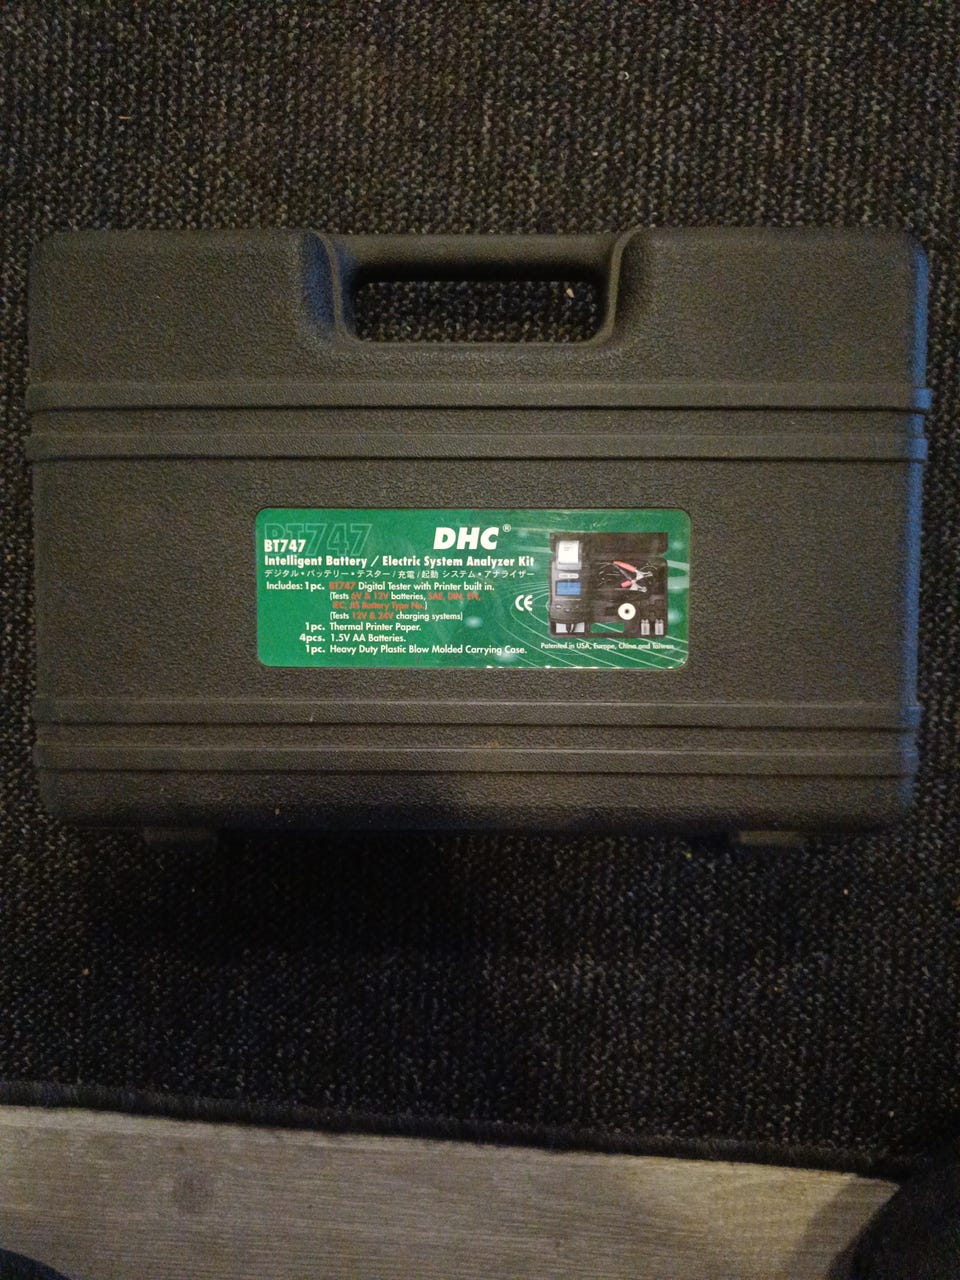 BT747
DHC®
BT747
Intelligent Battery / Electric System Analyzer Kit
デジタル・バッテリー・テスター / 充電 / 起動 システム・アナライザー
Includes: 1pc. BT747 Digital Tester with Printer built in.
(Tests 6V & 12V batteries, SAE, DIN, EN,
IEC, JIS Battery Type No.)
(Tests 12V & 24V charging systems)
1pc. Thermal Printer Paper.
4pcs. 1.5V AA Batteries.
1pc. Heavy Duty Plastic Blow Molded Carrying Case.
CE
Patented in USA, Europe, China and Taiwan.